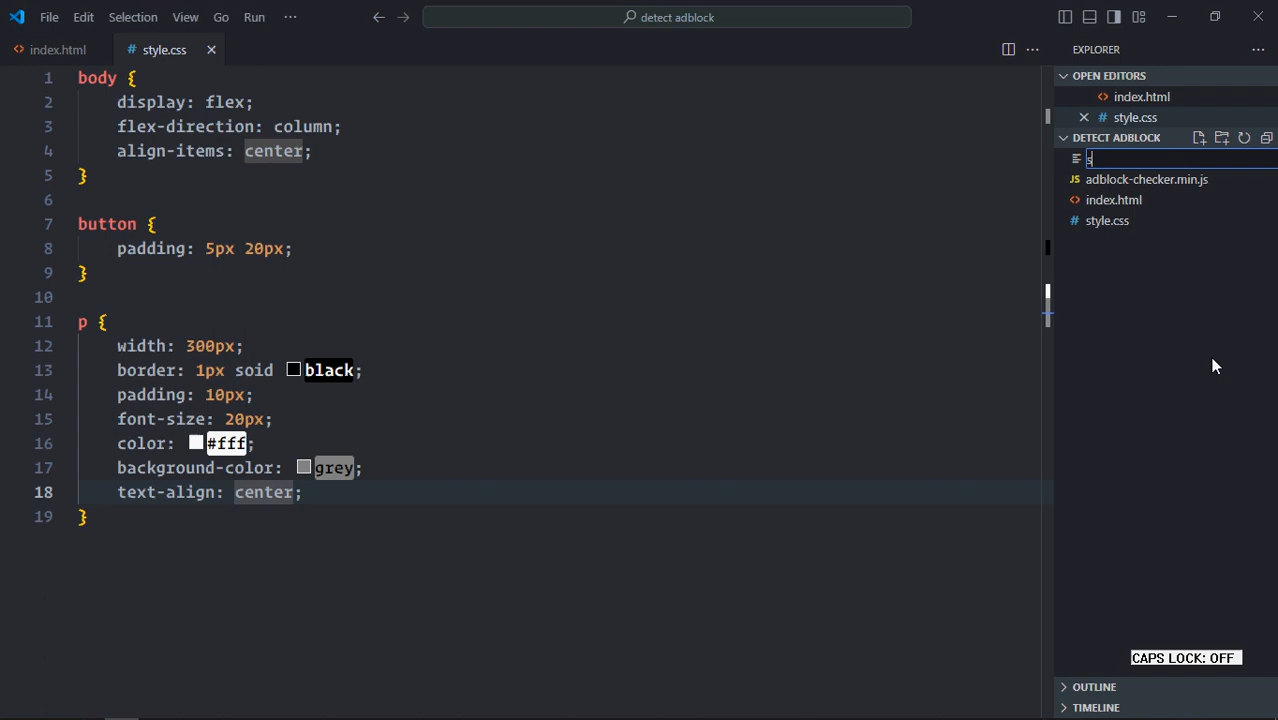 File Edit Selection View Go Run ··· detect adblock
index.html style.css
EXPLORER
OPEN EDITORS
index.html
style.css
DETECT ADBLOCK
s
adblock-checker.min.js
index.html
style.css
1 body {
2 display: flex;
3 flex-direction: column;
4 align-items: center;
5 }
6
7 button {
8 padding: 5px 20px;
9 }
10
11 p {
12 width: 300px;
13 border: 1px soid black;
14 padding: 10px;
15 font-size: 20px;
16 color: #fff;
17 background-color: grey;
18 text-align: center;
19 }
CAPS LOCK: OFF
OUTLINE
TIMELINE